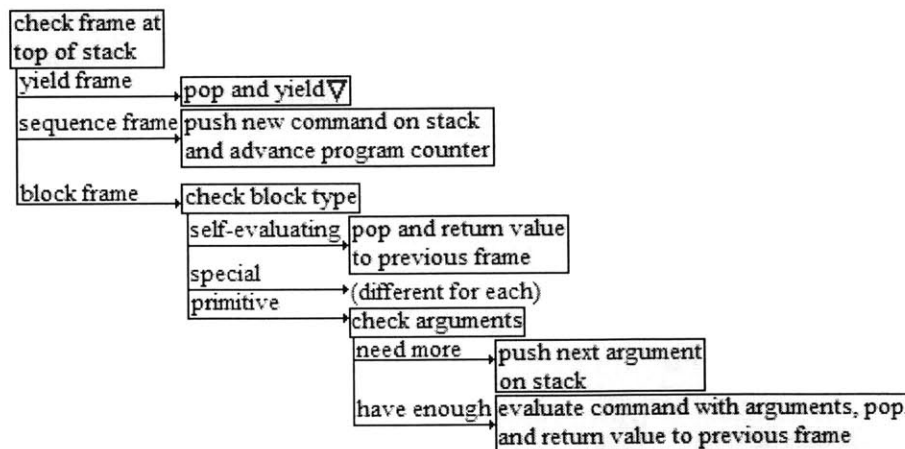 check frame at
top of stack
yield frame
pop and yield▽
sequence frame
push new command on stack
and advance program counter
block frame
check block type
self-evaluating
pop and return value
to previous frame
special
(different for each)
primitive
check arguments
need more
push next argument
on stack
have enough
evaluate command with arguments, pop
and return value to previous frame